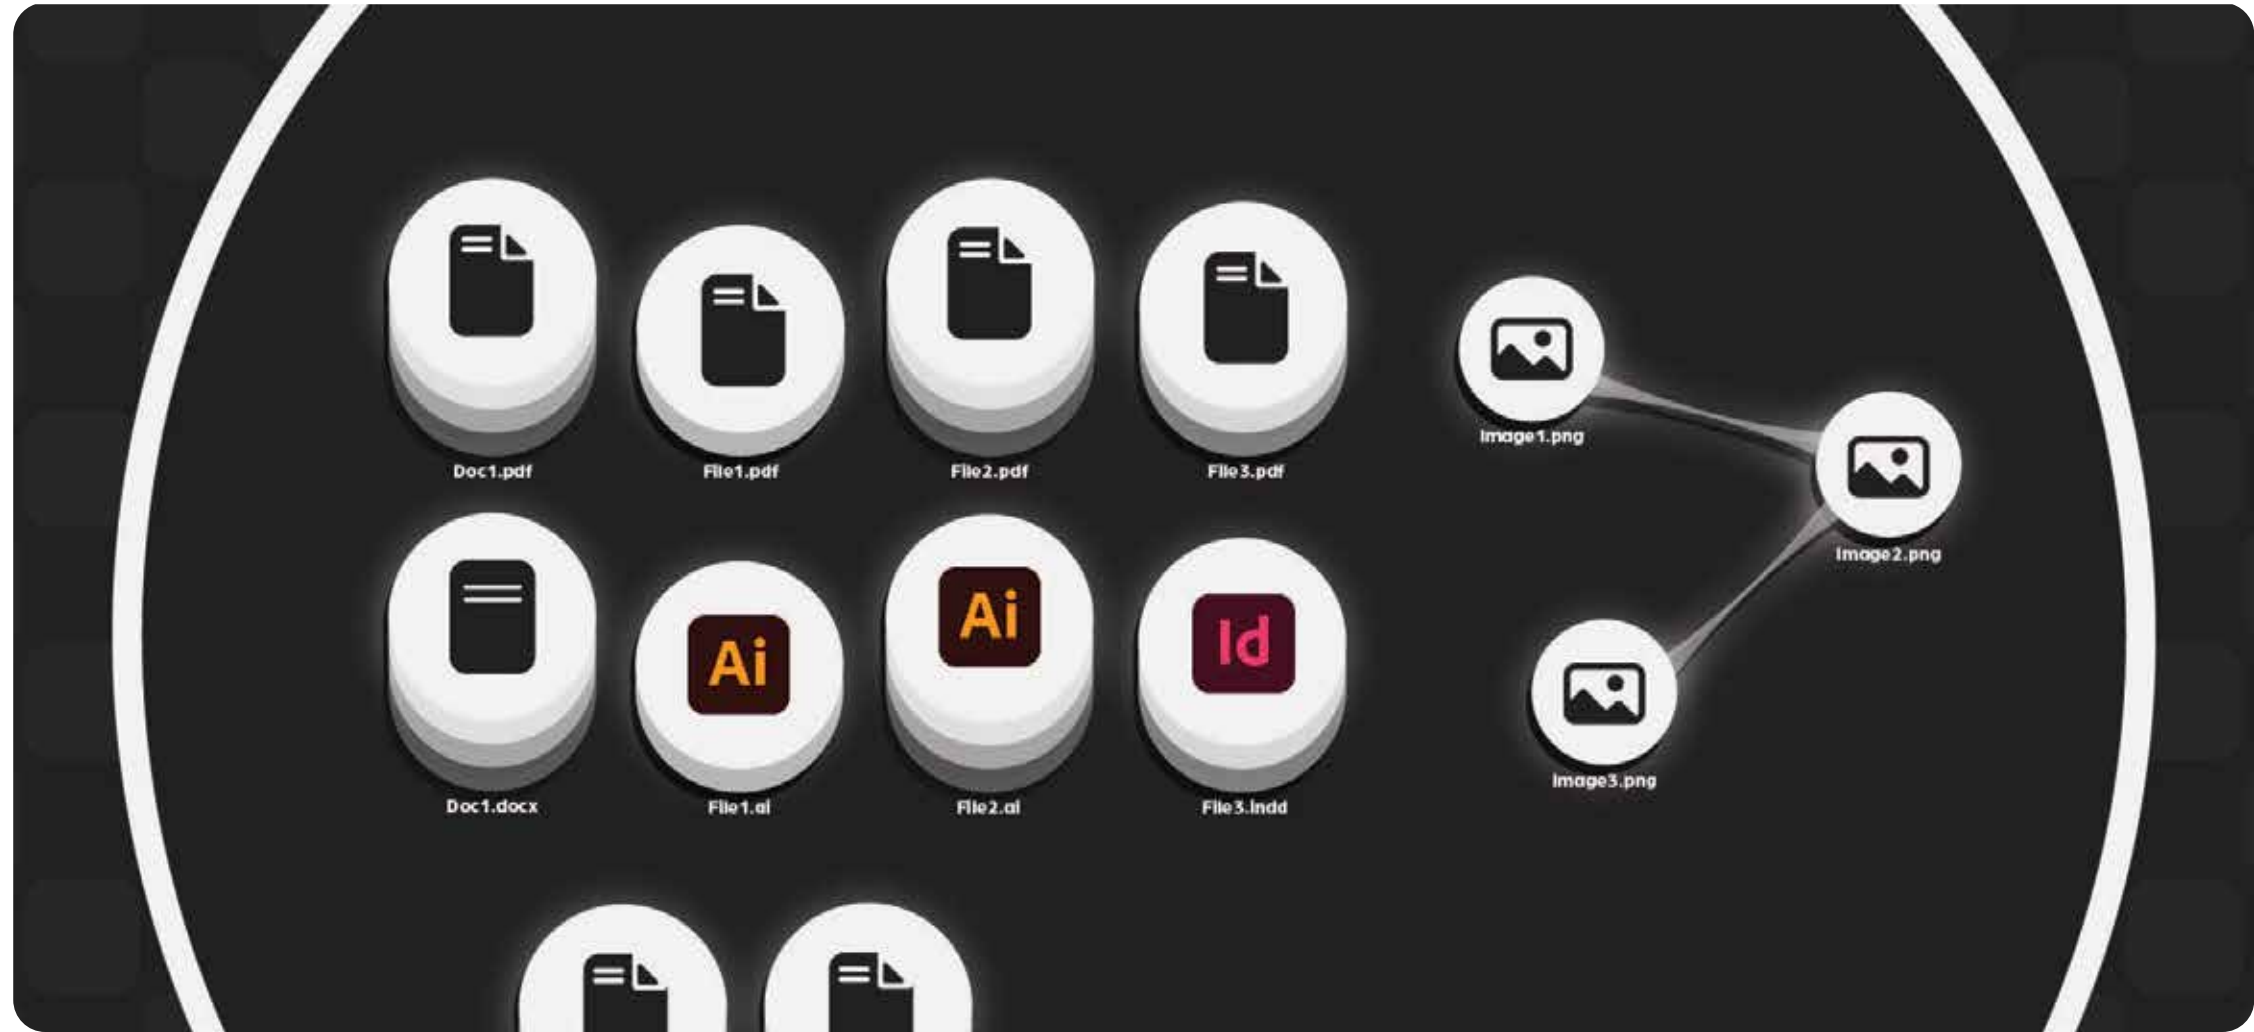 Doc1.pdf
File1.pdf
File2.pdf
File3.pdf
Image1.png
Image2.png
Ai
Ai
Id
Doc1.docx
File1.ai
File2.ai
File3.indd
Image3.png